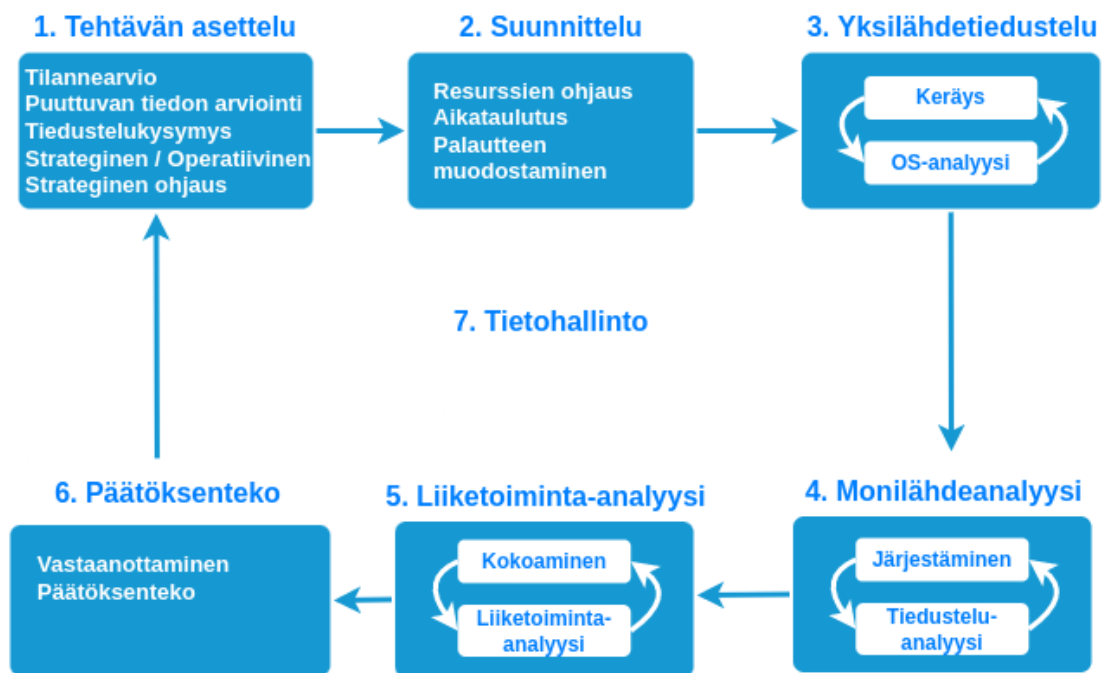 1. Tehtävän asettelu
Tilannearvio
Puuttuvan tiedon arviointi
Tiedustelukysymys
Strateginen / Operatiivinen
Strateginen ohjaus
2. Suunnittelu
Resurssien ohjaus
Aikataulutus
Palautteen
muodostaminen
3. Yksilähdetiedustelu
Keräys
OS-analyysi
7. Tietohallinto
6. Päätöksenteko
Vastaanottaminen
Päätöksenteko
5. Liiketoiminta-analyysi
Kokoaminen
Liiketoiminta-
analyysi
4. Monilähdeanalyysi
Järjestäminen
Tiedustelu-
analyysi